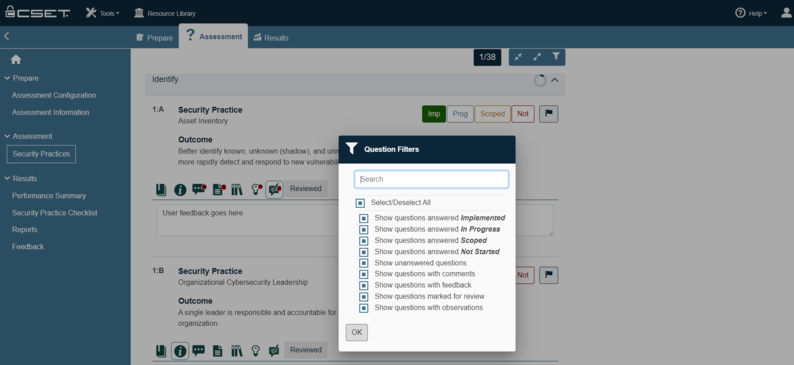 CSET
Tools
Resource Library
Help
Prepare
Assessment
Results
1/38
Prepare
Assessment Configuration
Assessment Information
Assessment
Security Practices
Results
Performance Summary
Security Practice Checklist
Reports
Feedback
Identify
1:A
Security Practice
Asset Inventory
Imp
Prog
Scoped
Not
Outcome
Better identify known, unknown (shadow), and
more rapidly detect and respond to new
Reviewed
User feedback goes here
1:B
Security Practice
Organizational Cybersecurity Leadership
Not
Outcome
A single leader is responsible and accountable for
organization.
Reviewed
Question Filters
Search
Select/Deselect All
Show questions answered Implemented
Show questions answered In Progress
Show questions answered Scoped
Show questions answered Not Started
Show unanswered questions
Show questions with comments
Show questions with feedback
Show questions marked for review
Show questions with observations
OK